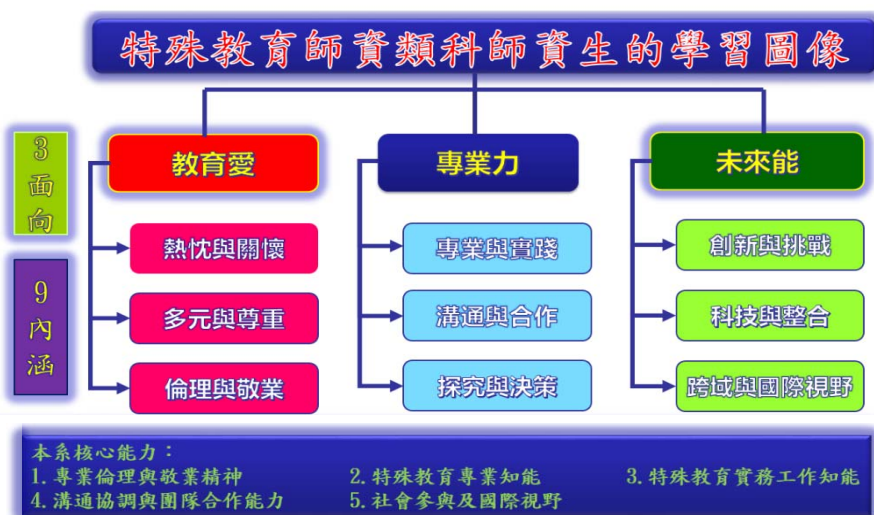 特殊教育師資類科師資生的學習圖像
3面向
教育愛
專業力
未來能
9內涵
熱忱與關懷
專業與實踐
創新與挑戰
多元與尊重
溝通與合作
科技與整合
倫理與敬業
探究與決策
跨域與國際視野
本系核心能力：
1. 專業倫理與敬業精神 2. 特殊教育專業知能 3. 特殊教育實務工作知能
4. 溝通協調與團隊合作能力 5. 社會參與及國際視野